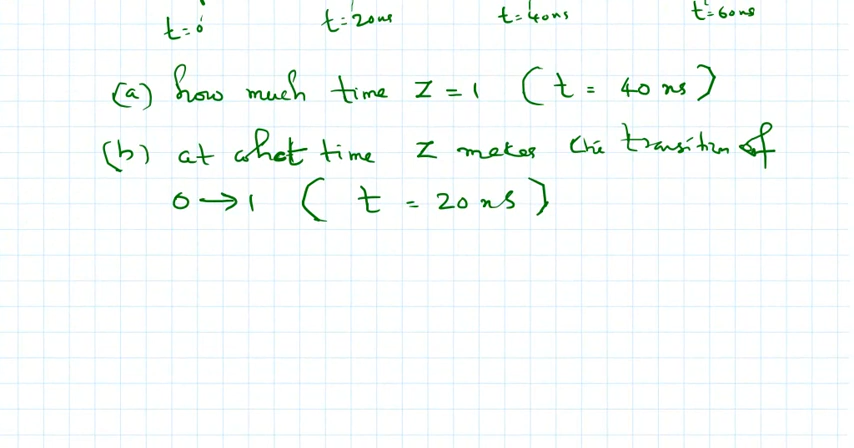 t=0 t=20ns t=40ns t=60ns
(a) how much time Z=1 (t = 40 ns)
(b) at what time Z makes the transition of
0→1 (t = 20 ns)